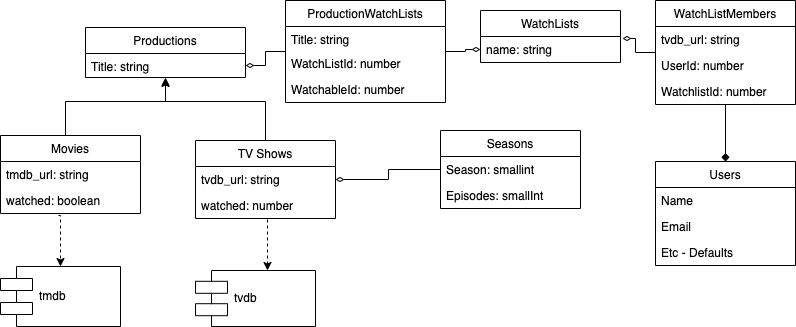 Productions
Title: string
ProductionWatchLists
Title: string
WatchListId: number
WatchableId: number
WatchLists
name: string
WatchListMembers
tvdb_url: string
UserId: number
WatchlistId: number
Movies
tmdb_url: string
watched: boolean
TV Shows
tvdb_url: string
watched: number
Seasons
Season: smallint
Episodes: smallInt
Users
Name
Email
Etc - Defaults
tmdb
tvdb